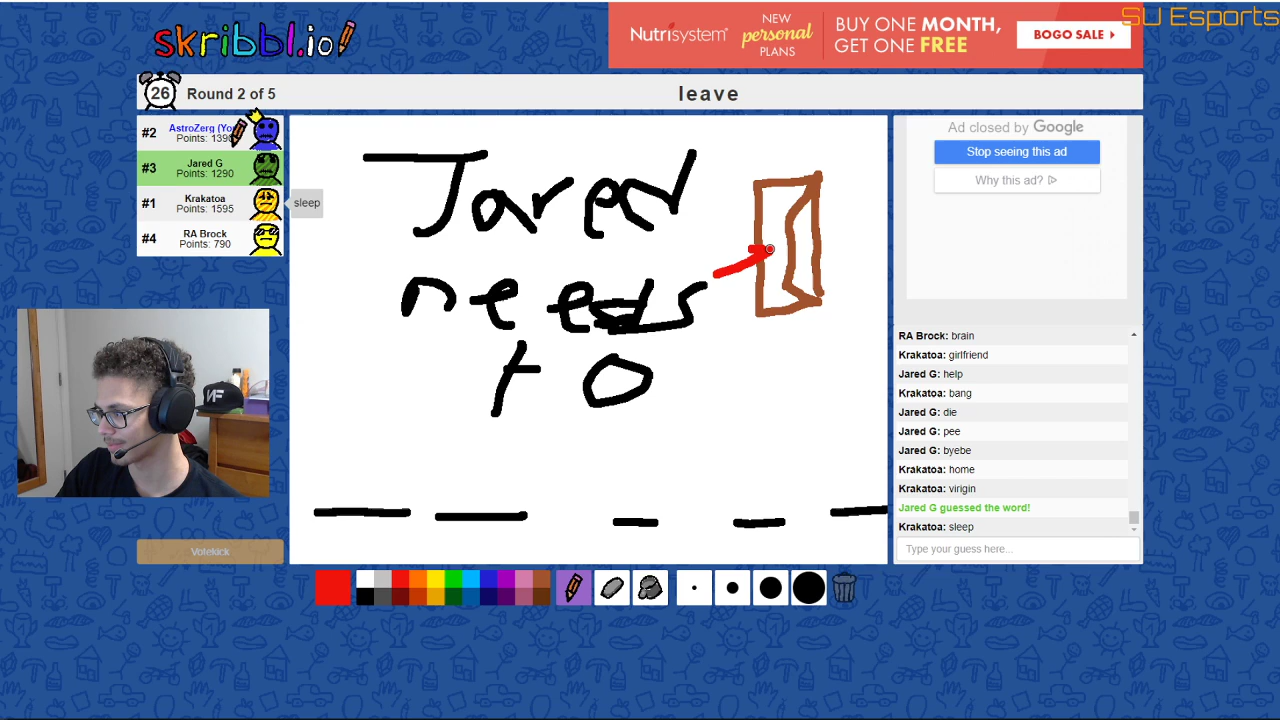 SU Esports
skribbl.io
Nutrisystem
NEW
personal
PLANS
BUY ONE MONTH,
GET ONE FREE
BOGO SALE
26
Round 2 of 5
leave
#2
AstroZerg (Yo
Points: 1390
#3
Jared G
Points: 1290
#1
Krakatoa
Points: 1595
sleep
#4
RA Brock
Points: 790
Jared
needs
to
NF
Votekick
Ad closed by Google
Stop seeing this ad
Why this ad?
RA Brock: brain
Krakatoa: girlfriend
Jared G: help
Krakatoa: bang
Jared G: die
Jared G: pee
Jared G: byebe
Krakatoa: home
Krakatoa: virigin
Jared G guessed the word!
Krakatoa: sleep
Type your guess here...